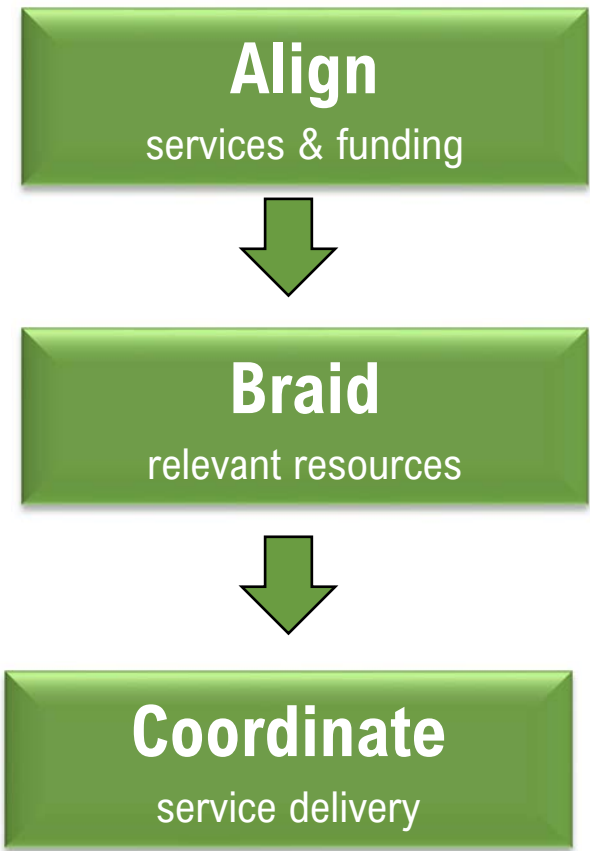 Align
services & funding
Braid
relevant resources
Coordinate
service delivery